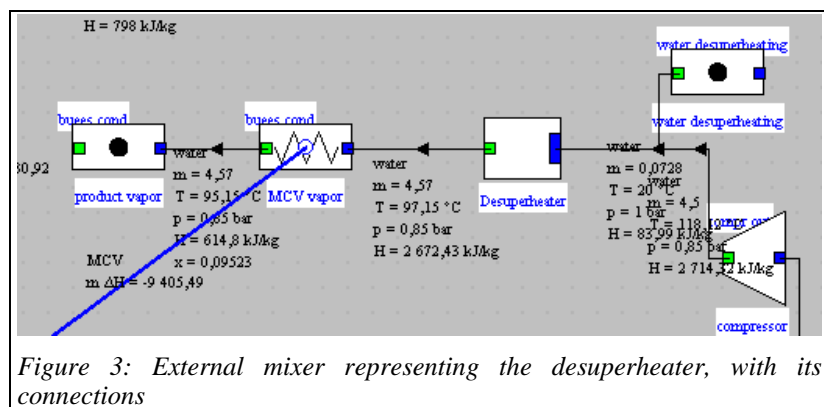 H = 798 kJ/kg
water desuperheating
water desuperheating
buees cond
product vapor
30,92
buees cond
MCV vapor
water
m = 4,57
T = 95,15 °C
p = 0,85 bar
H = 614,8 kJ/kg
x = 0,09523
MCV
m ΔH = -9 405,49
water
m = 4,57
T = 97,15 °C
p = 0,85 bar
H = 2 672,43 kJ/kg
Desuperheater
water
m = 0,0728
T = 20 °C
p = 1 bar
H = 83,99 kJ/kg
water
m = 4,5
p = 0,85 bar
H = 2 714,32 kJ/kg
compressor
Figure 3: External mixer representing the desuperheater, with its
connections